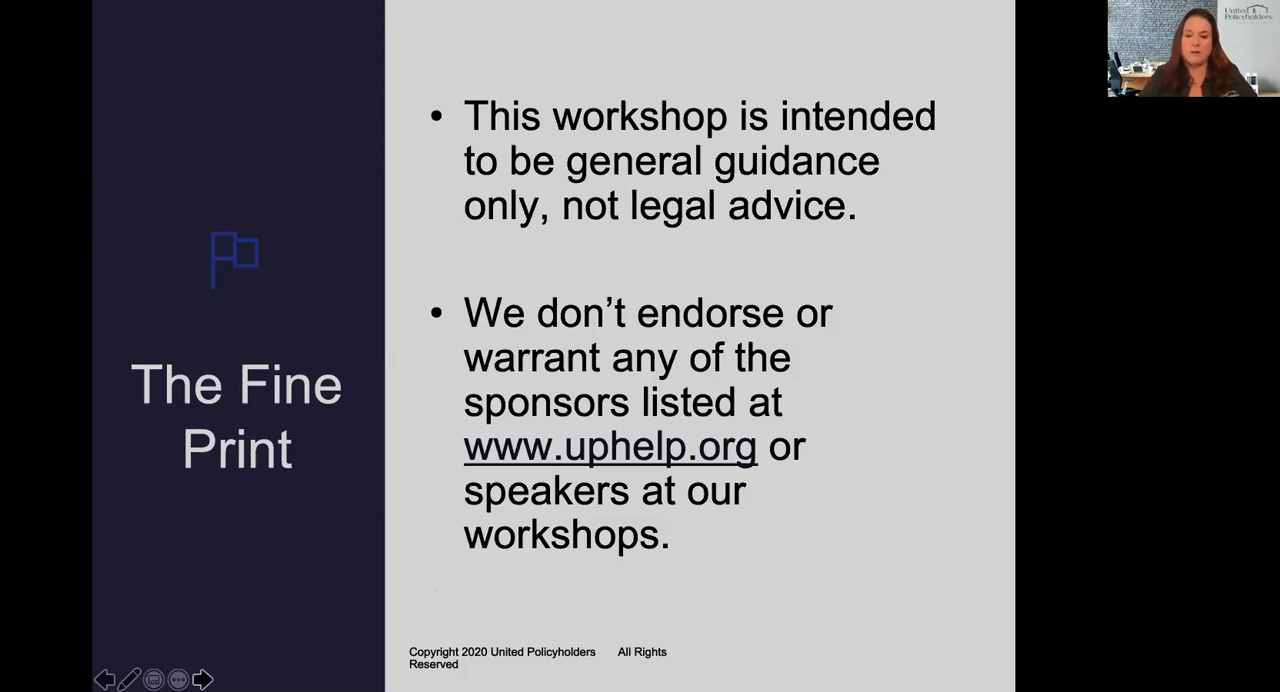 United
Policyholders
• This workshop is intended
to be general guidance
only, not legal advice.
• We don’t endorse or
warrant any of the
sponsors listed at
www.uphelp.org or
speakers at our
workshops.
The Fine
Print
Copyright 2020 United Policyholders All Rights
Reserved